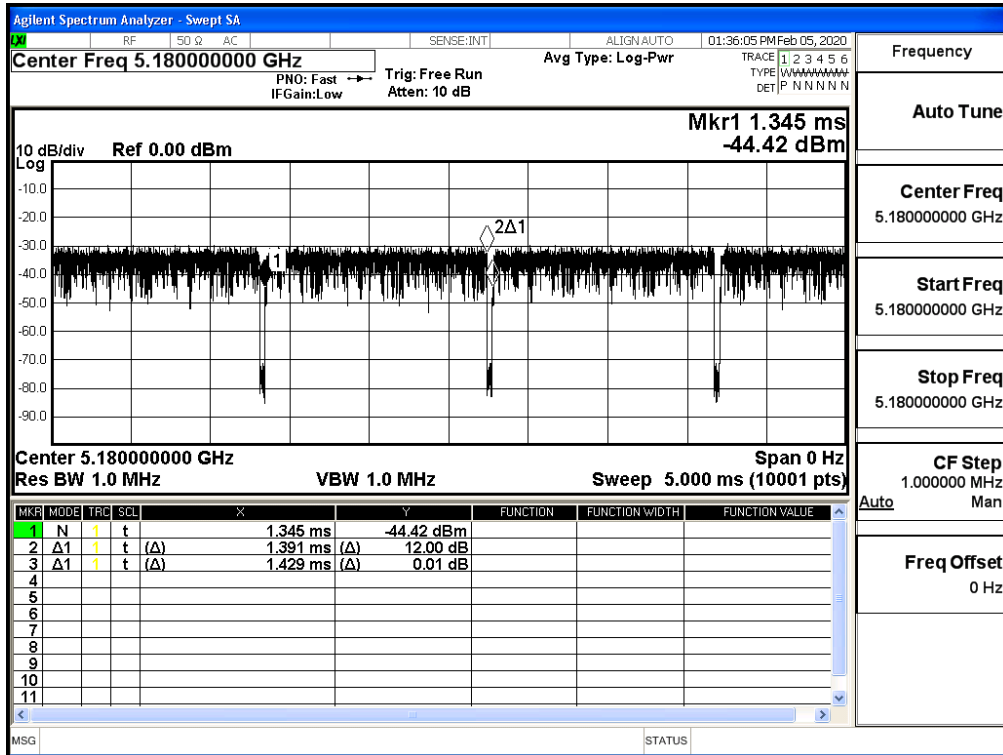 Agilent Spectrum Analyzer - Swept SA
LXI RF 50 Ω AC SENSE:INT ALIGN AUTO 01:36:05 PM Feb 05, 2020
Center Freq 5.180000000 GHz
PNO: Fast
IFGain:Low
Trig: Free Run
Atten: 10 dB
Avg Type: Log-Pwr
TRACE 1 2 3 4 5 6
TYPE
DET P N N N N N
Mkr1 1.345 ms
-44.42 dBm
10 dB/div Ref 0.00 dBm
Log
-10.0
-20.0
-30.0
-40.0
-50.0
-60.0
-70.0
-80.0
-90.0
1
2Δ1
Center 5.180000000 GHz Span 0 Hz
Res BW 1.0 MHz VBW 1.0 MHz Sweep 5.000 ms (10001 pts)
MKR MODE TRC SCL X Y FUNCTION FUNCTION WIDTH FUNCTION VALUE
1 N 1 t 1.345 ms -44.42 dBm
2 Δ1 1 t (Δ) 1.391 ms (Δ) 12.00 dB
3 Δ1 1 t (Δ) 1.429 ms (Δ) 0.01 dB
4
5
6
7
8
9
10
11
MSG STATUS
Frequency
Auto Tune
Center Freq
5.180000000 GHz
Start Freq
5.180000000 GHz
Stop Freq
5.180000000 GHz
CF Step
1.000000 MHz
Auto Man
Freq Offset
0 Hz